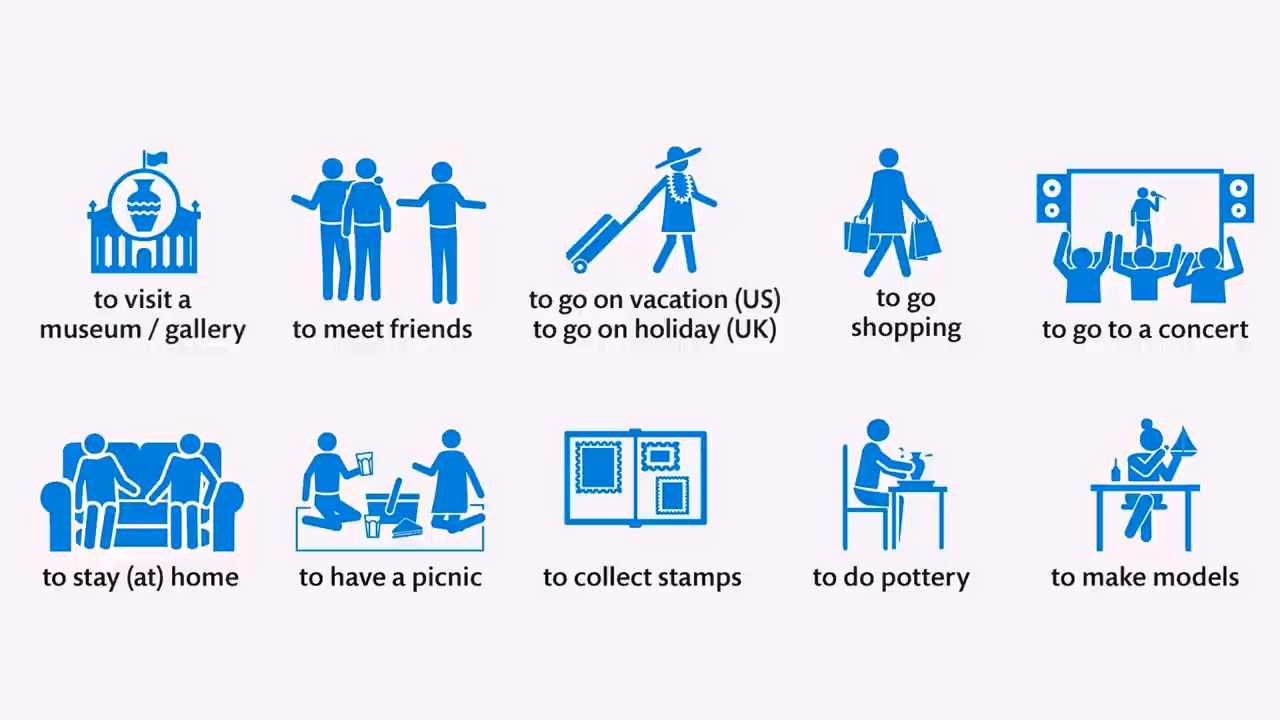 to visit a
museum / gallery
to meet friends
to go on vacation (US)
to go on holiday (UK)
to go
shopping
to go to a concert
to stay (at) home
to have a picnic
to collect stamps
to do pottery
to make models